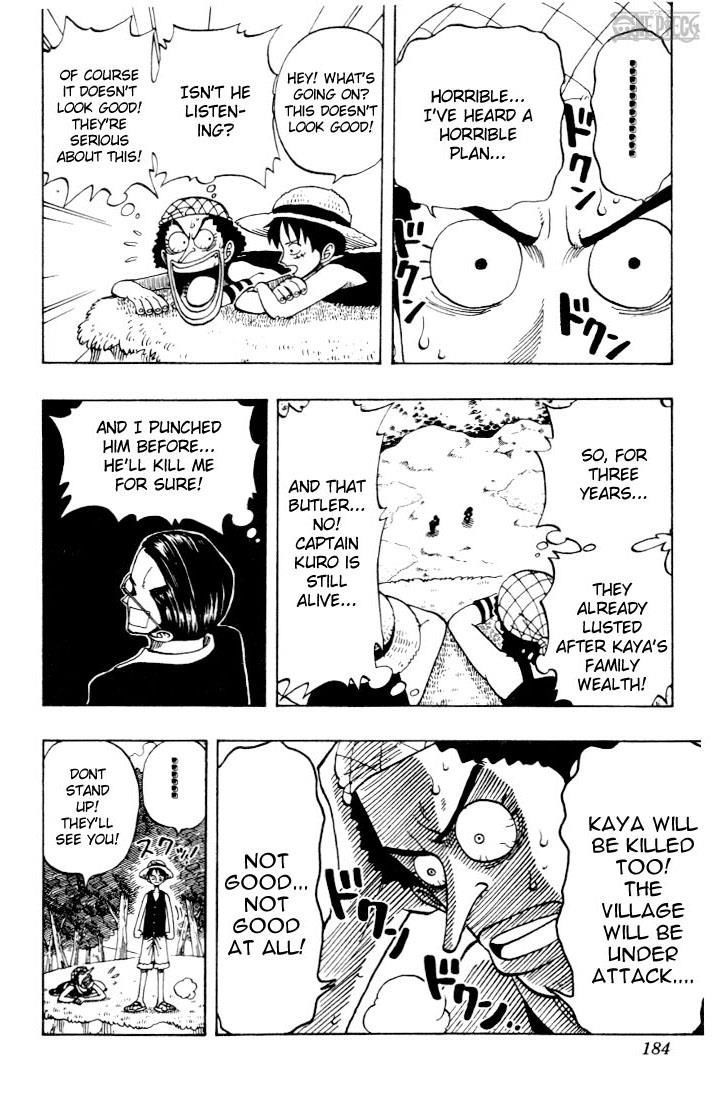 ONE PIECE
HORRIBLE...
I'VE HEARD A
HORRIBLE
PLAN...
ドクン
ドクン
ドクン
HEY! WHAT'S
GOING ON?
THIS DOESN'T
LOOK GOOD!
ISN'T HE
LISTEN-
ING?
OF COURSE
IT DOESN'T
LOOK GOOD!
THEY'RE
SERIOUS
ABOUT THIS!
SO, FOR
THREE
YEARS...
THEY
ALREADY
LUSTED
AFTER KAYA'S
FAMILY
WEALTH!
AND THAT
BUTLER...
NO!
CAPTAIN
KURO IS
STILL
ALIVE...
AND I PUNCHED
HIM BEFORE...
HE'LL KILL ME
FOR SURE!
KAYA WILL
BE KILLED
TOO!
THE
VILLAGE
WILL BE
UNDER
ATTACK....
NOT
GOOD...
NOT
GOOD
AT ALL!
ドクン
ドクン..
DONT
STAND
UP!
THEY'LL
SEE YOU!
スクッ!
184